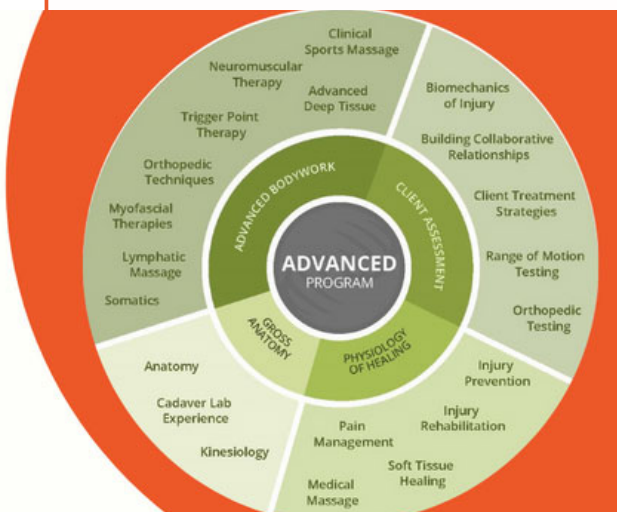 Clinical
Sports Massage
Neuromuscular
Therapy
Advanced
Deep Tissue
Trigger Point
Therapy
Orthopedic
Techniques
Myofascial
Therapies
Lymphatic
Massage
Somatics
ADVANCED BODYWORK
Biomechanics
of Injury
Building Collaborative
Relationships
Client Treatment
Strategies
Range of Motion
Testing
Orthopedic
Testing
CLIENT ASSESSMENT
ADVANCED
PROGRAM
GROSS
ANATOMY
PHYSIOLOGY
OF HEALING
Anatomy
Cadaver Lab
Experience
Kinesiology
Injury
Prevention
Injury
Rehabilitation
Pain
Management
Soft Tissue
Healing
Medical
Massage